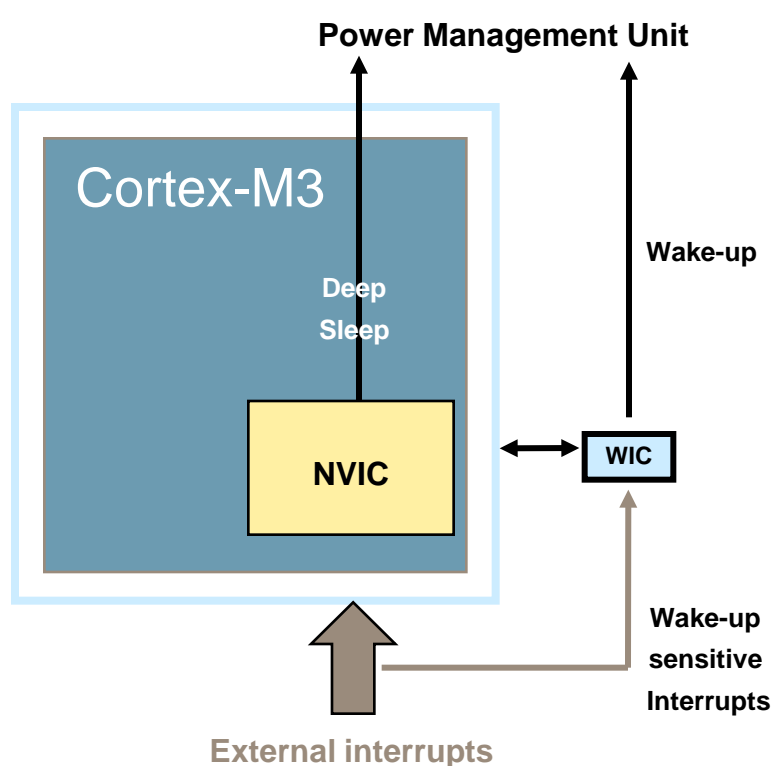 Power Management Unit
Cortex-M3
Wake-up
Deep
Sleep
NVIC
WIC
Wake-up
sensitive
Interrupts
External interrupts